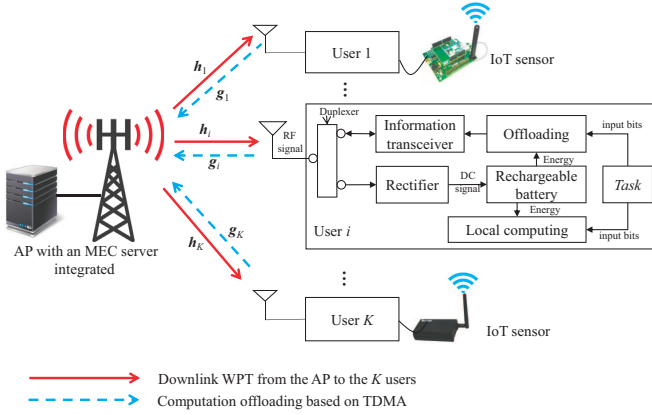 User 1
IoT sensor
h1
g1
...
Duplexer
RF
signal
Information
transceiver
Offloading
input bits
hi
gi
Energy
Rectifier
DC
signal
Rechargeable
battery
Task
Energy
Local computing
input bits
User i
AP with an MEC server
integrated
gK
hK
...
User K
IoT sensor
Downlink WPT from the AP to the K users
Computation offloading based on TDMA